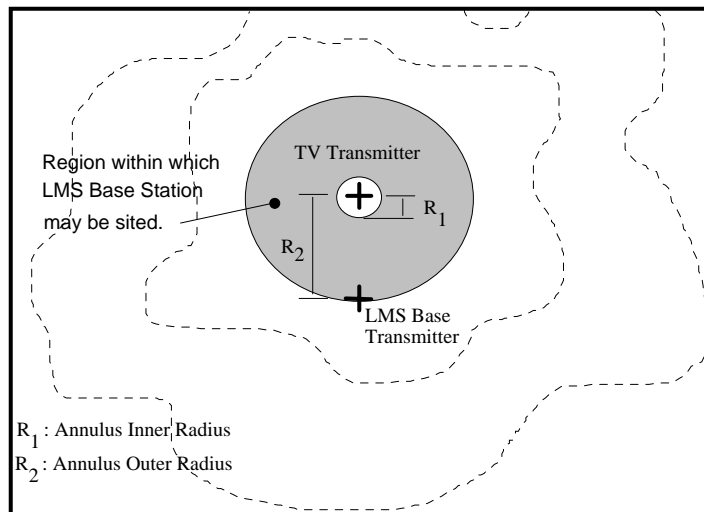 TV Transmitter
Region within which
LMS Base Station
may be sited.
R1
R2
LMS Base
Transmitter
R1 : Annulus Inner Radius
R2 : Annulus Outer Radius